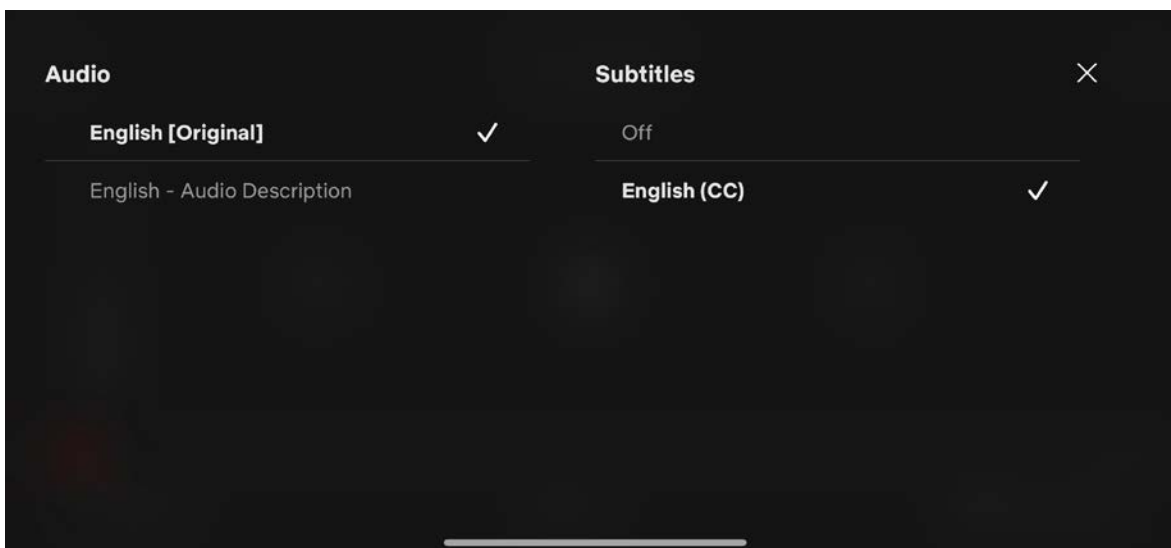 Audio
English [Original]
English - Audio Description
Subtitles
Off
English (CC)